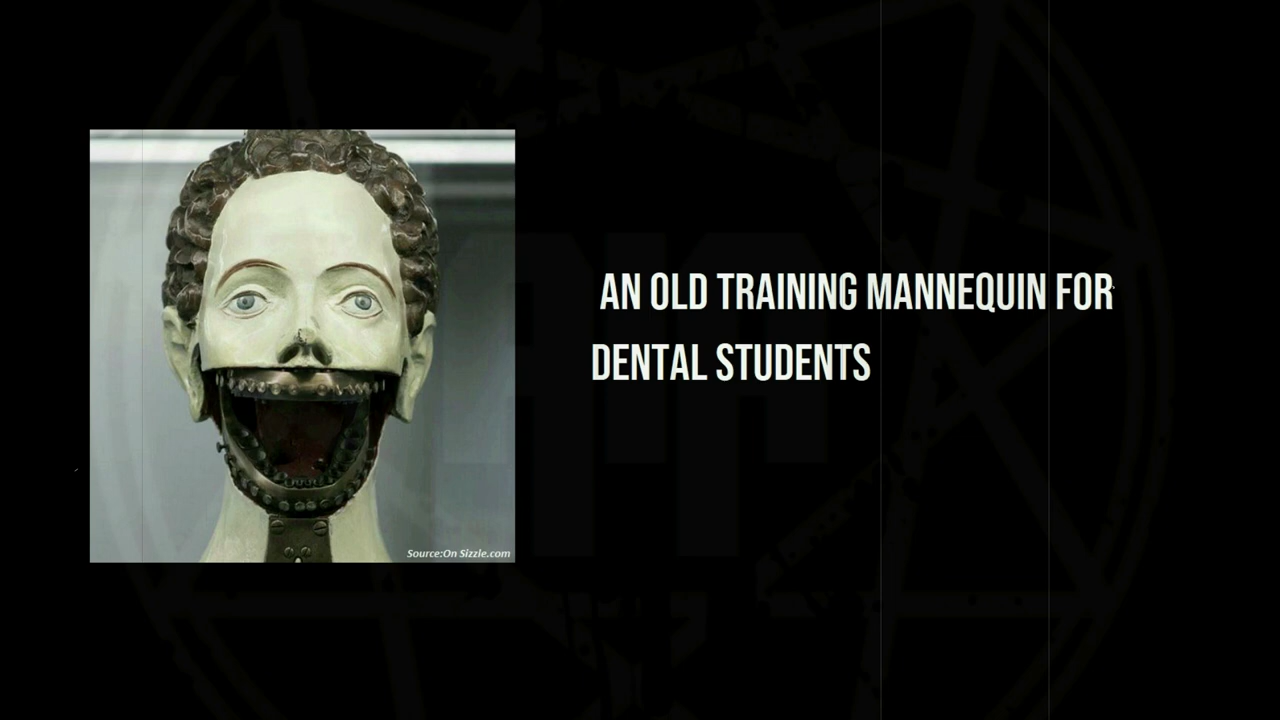 AN OLD TRAINING MANNEQUIN FOR
DENTAL STUDENTS
Source:On Sizzle.com